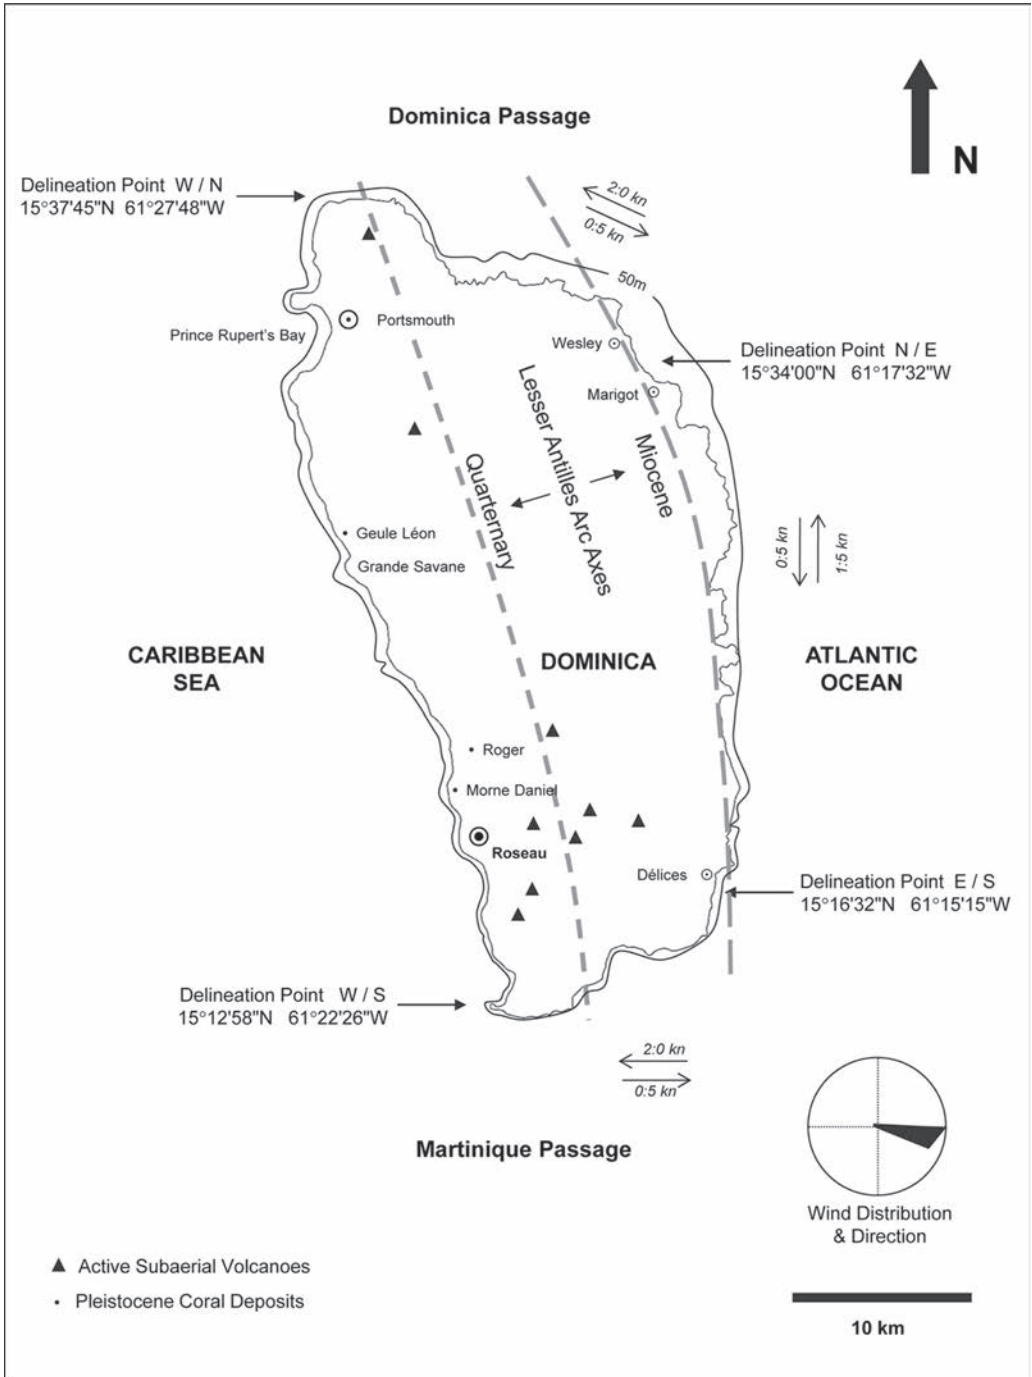 Dominica Passage
N
Delineation Point W / N
15°37'45"N 61°27'48"W
2:0 kn
0:5 kn
50m
Prince Rupert's Bay
Portsmouth
Wesley
Delineation Point N / E
15°34'00"N 61°17'32"W
Marigot
Lesser Antilles Arc Axes
Quarternary
Miocene
Geule Léon
Grande Savane
0:5 kn
1:5 kn
CARIBBEAN
SEA
DOMINICA
ATLANTIC
OCEAN
Roger
Morne Daniel
Roseau
Délices
Delineation Point E / S
15°16'32"N 61°15'15"W
Delineation Point W / S
15°12'58"N 61°22'26"W
2:0 kn
0:5 kn
Martinique Passage
Wind Distribution
& Direction
Active Subaerial Volcanoes
Pleistocene Coral Deposits
10 km